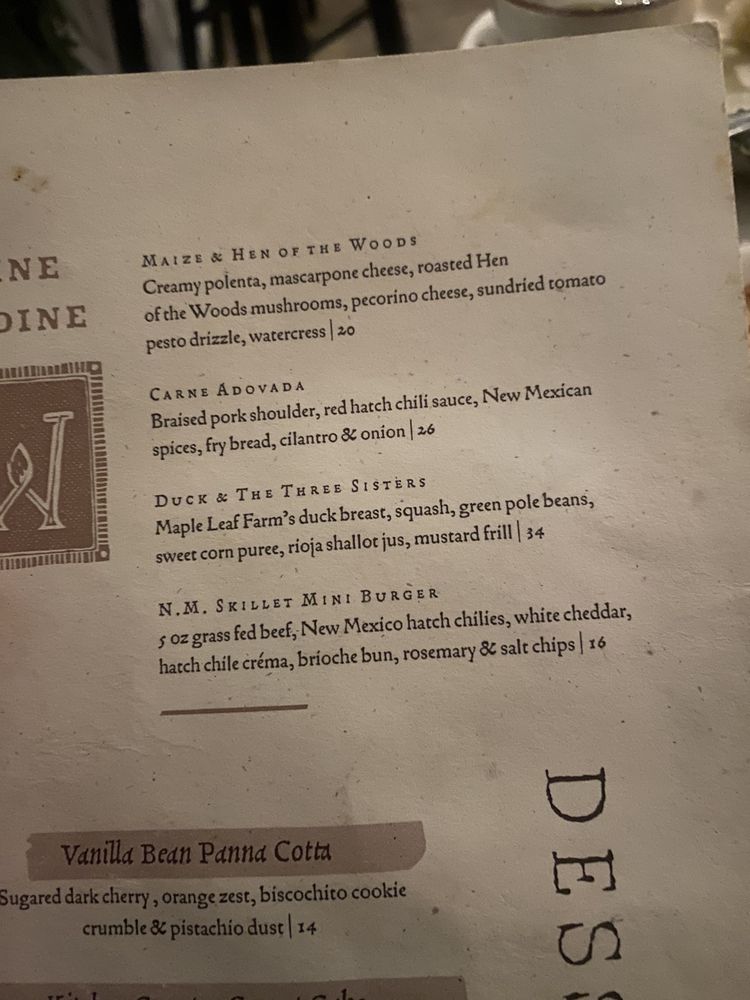 INE
DINE
W
MAIZE & HEN OF THE WOODS
Creamy polenta, mascarpone cheese, roasted Hen
of the Woods mushrooms, pecorino cheese, sundried tomato
pesto drizzle, watercress | 20
CARNE ADOVADA
Braised pork shoulder, red hatch chili sauce, New Mexican
spices, fry bread, cilantro & onion | 26
DUCK & THE THREE SISTERS
Maple Leaf Farm's duck breast, squash, green pole beans,
sweet corn puree, rioja shallot jus, mustard frill | 34
N.M. SKILLET MINI BURGER
5 oz grass fed beef, New Mexico hatch chilies, white cheddar,
hatch chile créma, brioche bun, rosemary & salt chips | 16
DES
Vanilla Bean Panna Cotta
Sugared dark cherry, orange zest, biscochito cookie
crumble & pistachio dust | 14